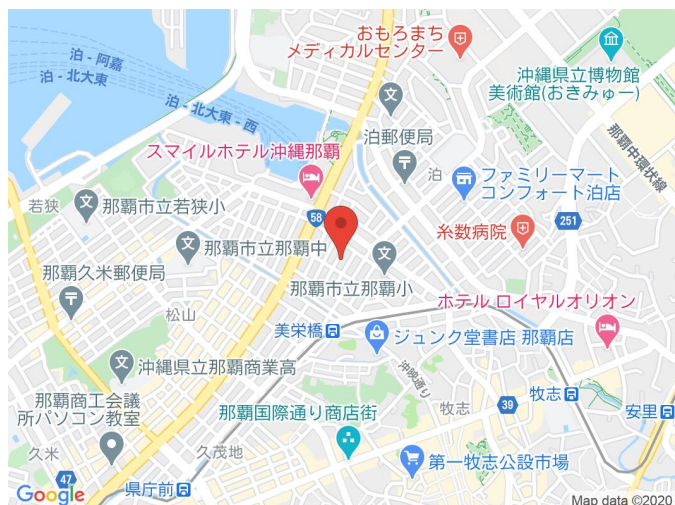 おもろまち
メディカルセンター
沖縄県立博物館
美術館(おきみゅー)
那覇中環状線
泊 - 阿嘉
泊 - 北大東
泊 - 北大東 - 西
泊郵便局
スマイルホテル沖縄那覇
泊
ファミリーマート
コンフォート泊店
若狭
那覇市立若狭小
58
251
糸数病院
那覇市立那覇中
那覇久米郵便局
那覇市立那覇小
ホテル ロイヤルオリオン
松山
美栄橋
ジュンク堂書店 那覇店
沖縄県立那覇商業高
沖映通り
牧志
安里
那覇商工会議
所パソコン教室
那覇国際通り商店街
39
牧志
久米
久茂地
第一牧志公設市場
47
県庁前
Google
Map data ©2020